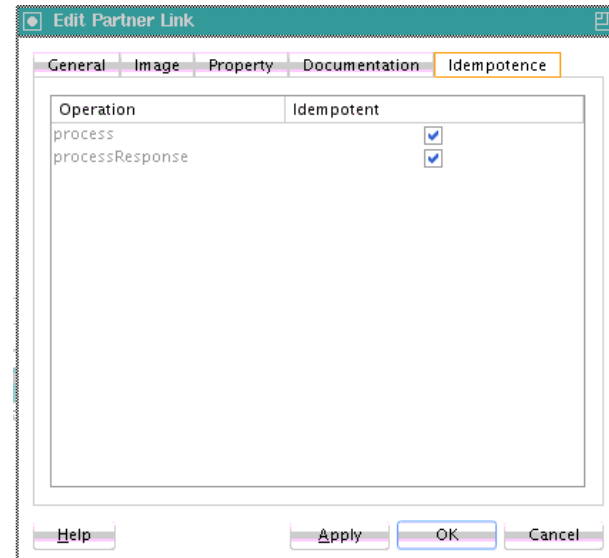 Edit Partner Link
General Image Property Documentation Idempotence
Operation Idempotent
process
processResponse
Help Apply OK Cancel